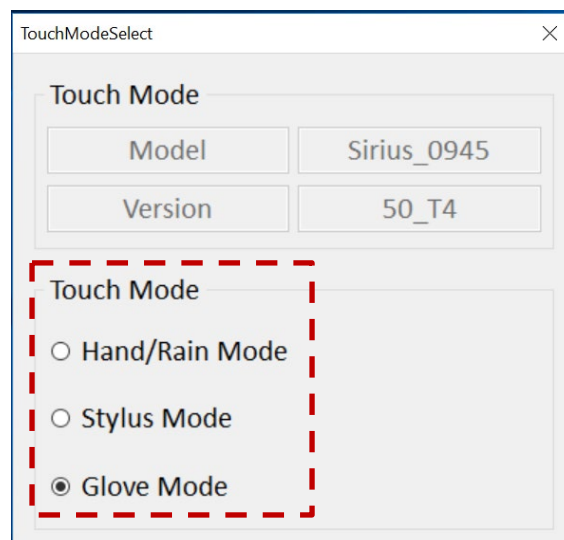 TouchModeSelect
Touch Mode
Model Sirius_0945
Version 50_T4
Touch Mode
Hand/Rain Mode
Stylus Mode
Glove Mode